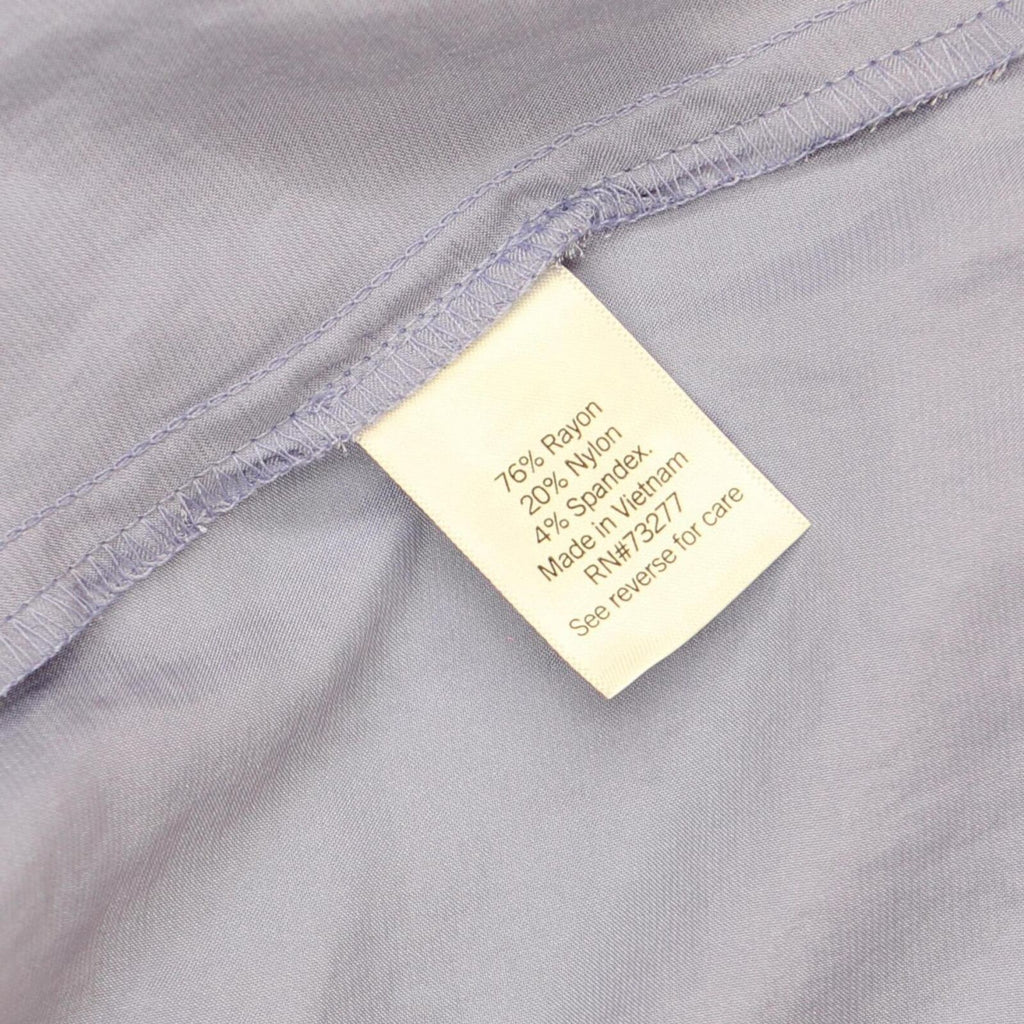 76% Rayon
20% Nylon
4% Spandex.
Made in Vietnam
RN#73277
See reverse for care